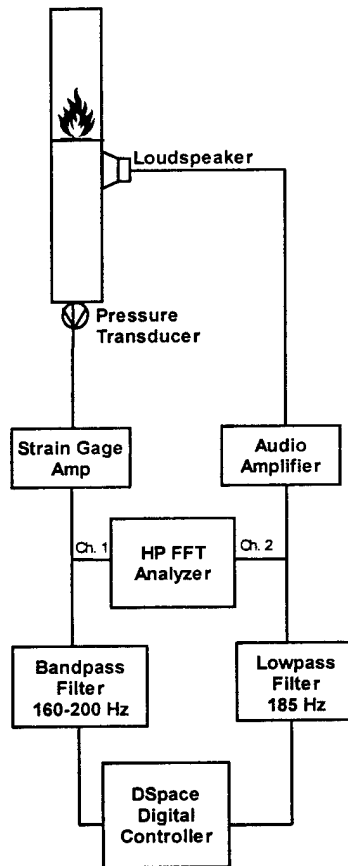 Loudspeaker
Pressure
Transducer
Strain Gage
Amp
Audio
Amplifier
Ch. 1
HP FFT
Analyzer
Ch. 2
Bandpass
Filter
160-200 Hz
Lowpass
Filter
185 Hz
DSpace
Digital
Controller